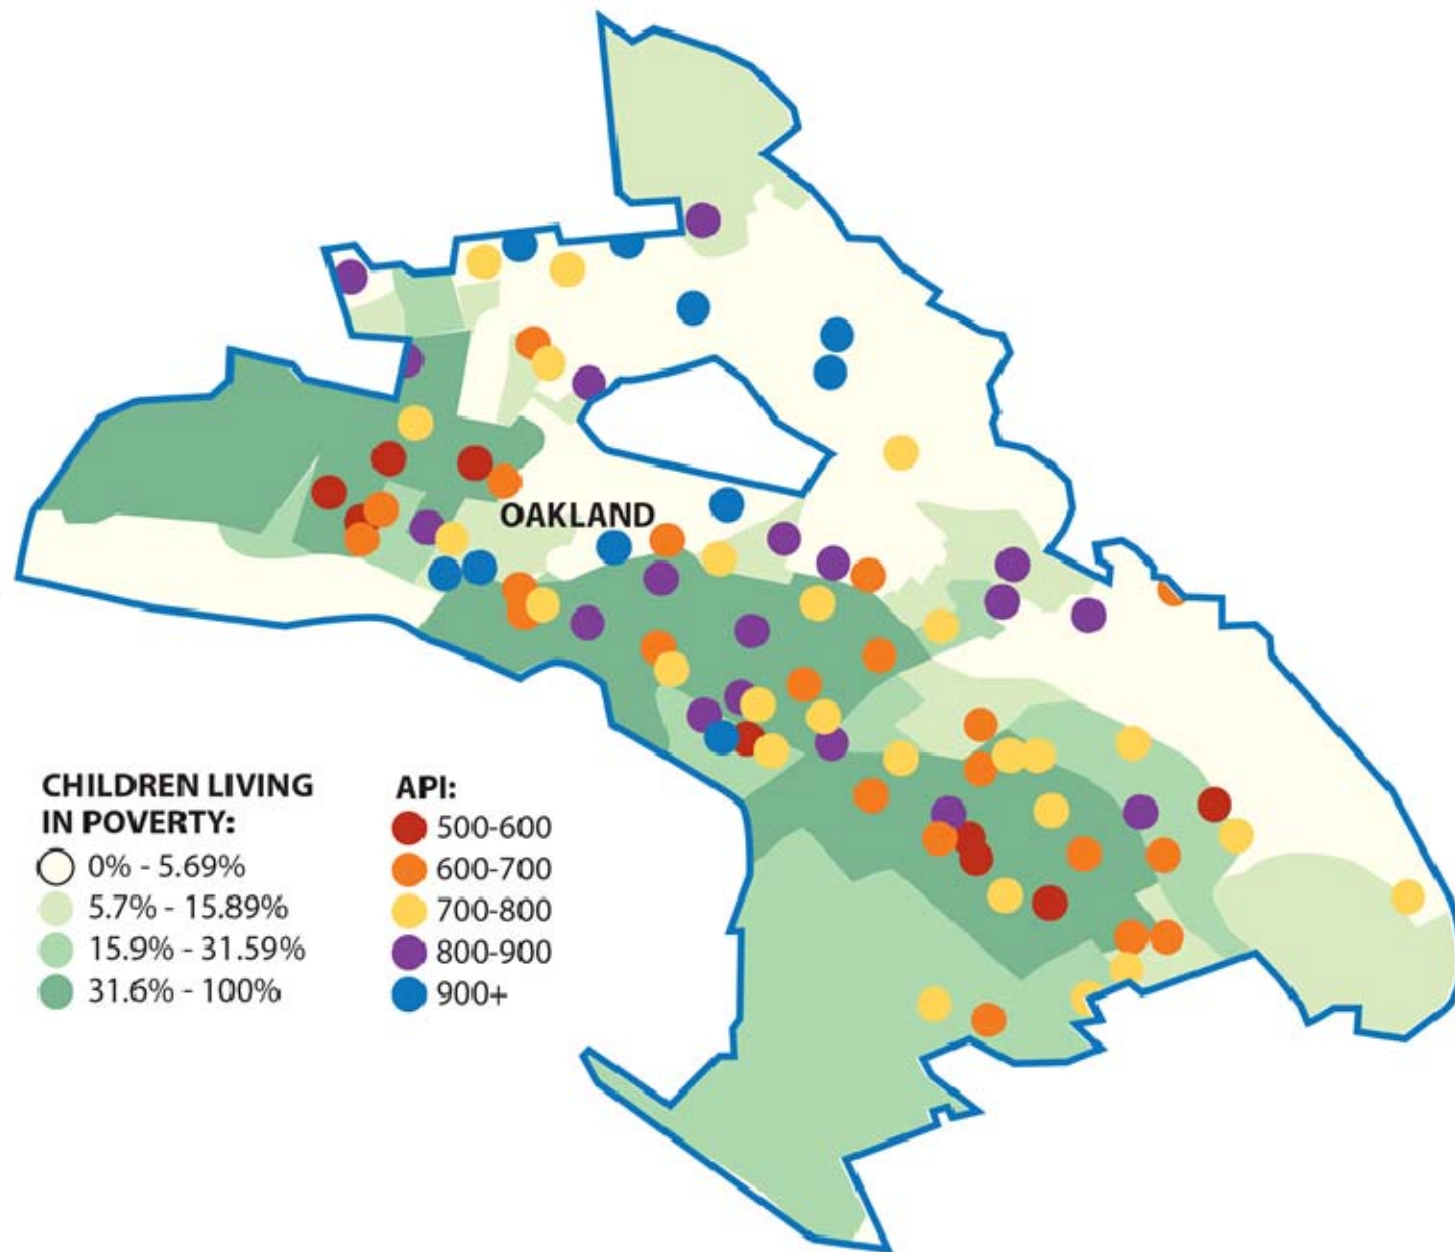 OAKLAND
CHILDREN LIVING
IN POVERTY:
0% - 5.69%
5.7% - 15.89%
15.9% - 31.59%
31.6% - 100%
API:
500-600
600-700
700-800
800-900
900+